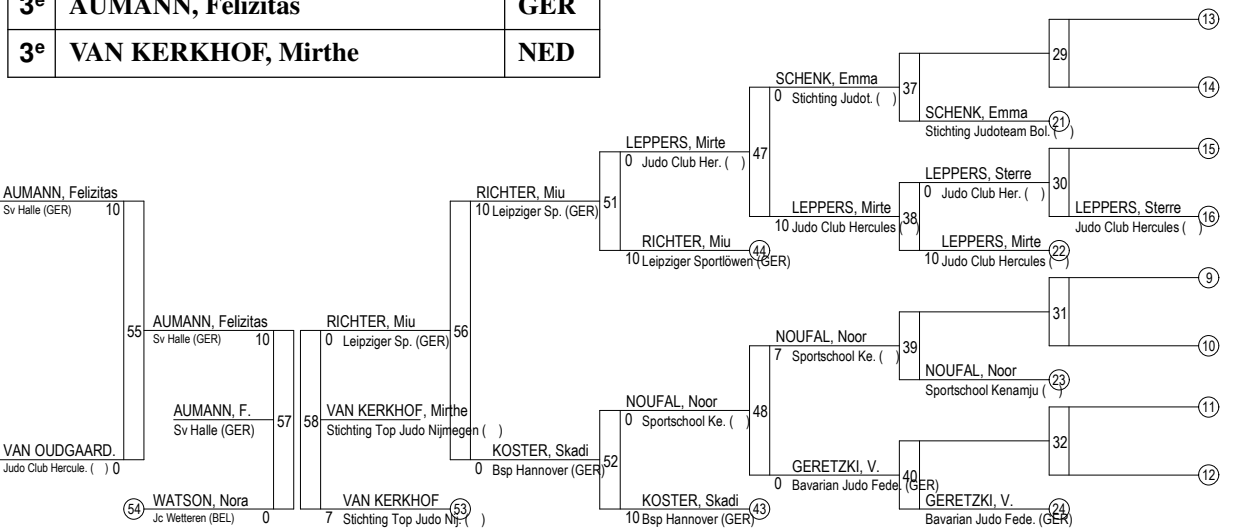 3e AUMANN, Felizitas GER
3e VAN KERKHOF, Mirthe NED
13
29
14
SCHENK, Emma
0 Stichting Judot. ( )
37
SCHENK, Emma
Stichting Judoteam Bol. ( )
21
LEPPERS, Mirte
0 Judo Club Her. ( )
47
15
LEPPERS, Sterre
0 Judo Club Her. ( )
30
LEPPERS, Sterre
Judo Club Hercules ( )
16
LEPPERS, Mirte
10 Judo Club Hercules ( )
38
LEPPERS, Mirte
10 Judo Club Hercules ( )
22
AUMANN, Felizitas
Sv Halle (GER) 10
RICHTER, Miu
10 Leipziger Sp. (GER)
51
RICHTER, Miu
10 Leipziger Sportlöwen (GER)
44
9
31
10
55
AUMANN, Felizitas
Sv Halle (GER) 10
RICHTER, Miu
0 Leipziger Sp. (GER)
56
NOUFAL, Noor
7 Sportschool Ke. ( )
39
NOUFAL, Noor
Sportschool Kenamju ( )
23
AUMANN, F.
Sv Halle (GER)
57
58
VAN KERKHOF, Mirthe
Stichting Top Judo Nijmegen ( )
NOUFAL, Noor
0 Sportschool Ke. ( )
48
11
32
12
VAN OUDGAARD.
Judo Club Hercule. ( ) 0
KOSTER, Skadi
0 Bsp Hannover (GER)
52
GERETZKI, V.
0 Bavarian Judo Fede. (GER)
40
54
WATSON, Nora
Jc Wetteren (BEL) 0
VAN KERKHOF
7 Stichting Top Judo Nij. ( )
53
KOSTER, Skadi
10 Bsp Hannover (GER)
43
GERETZKI, V.
Bavarian Judo Fede. (GER)
24